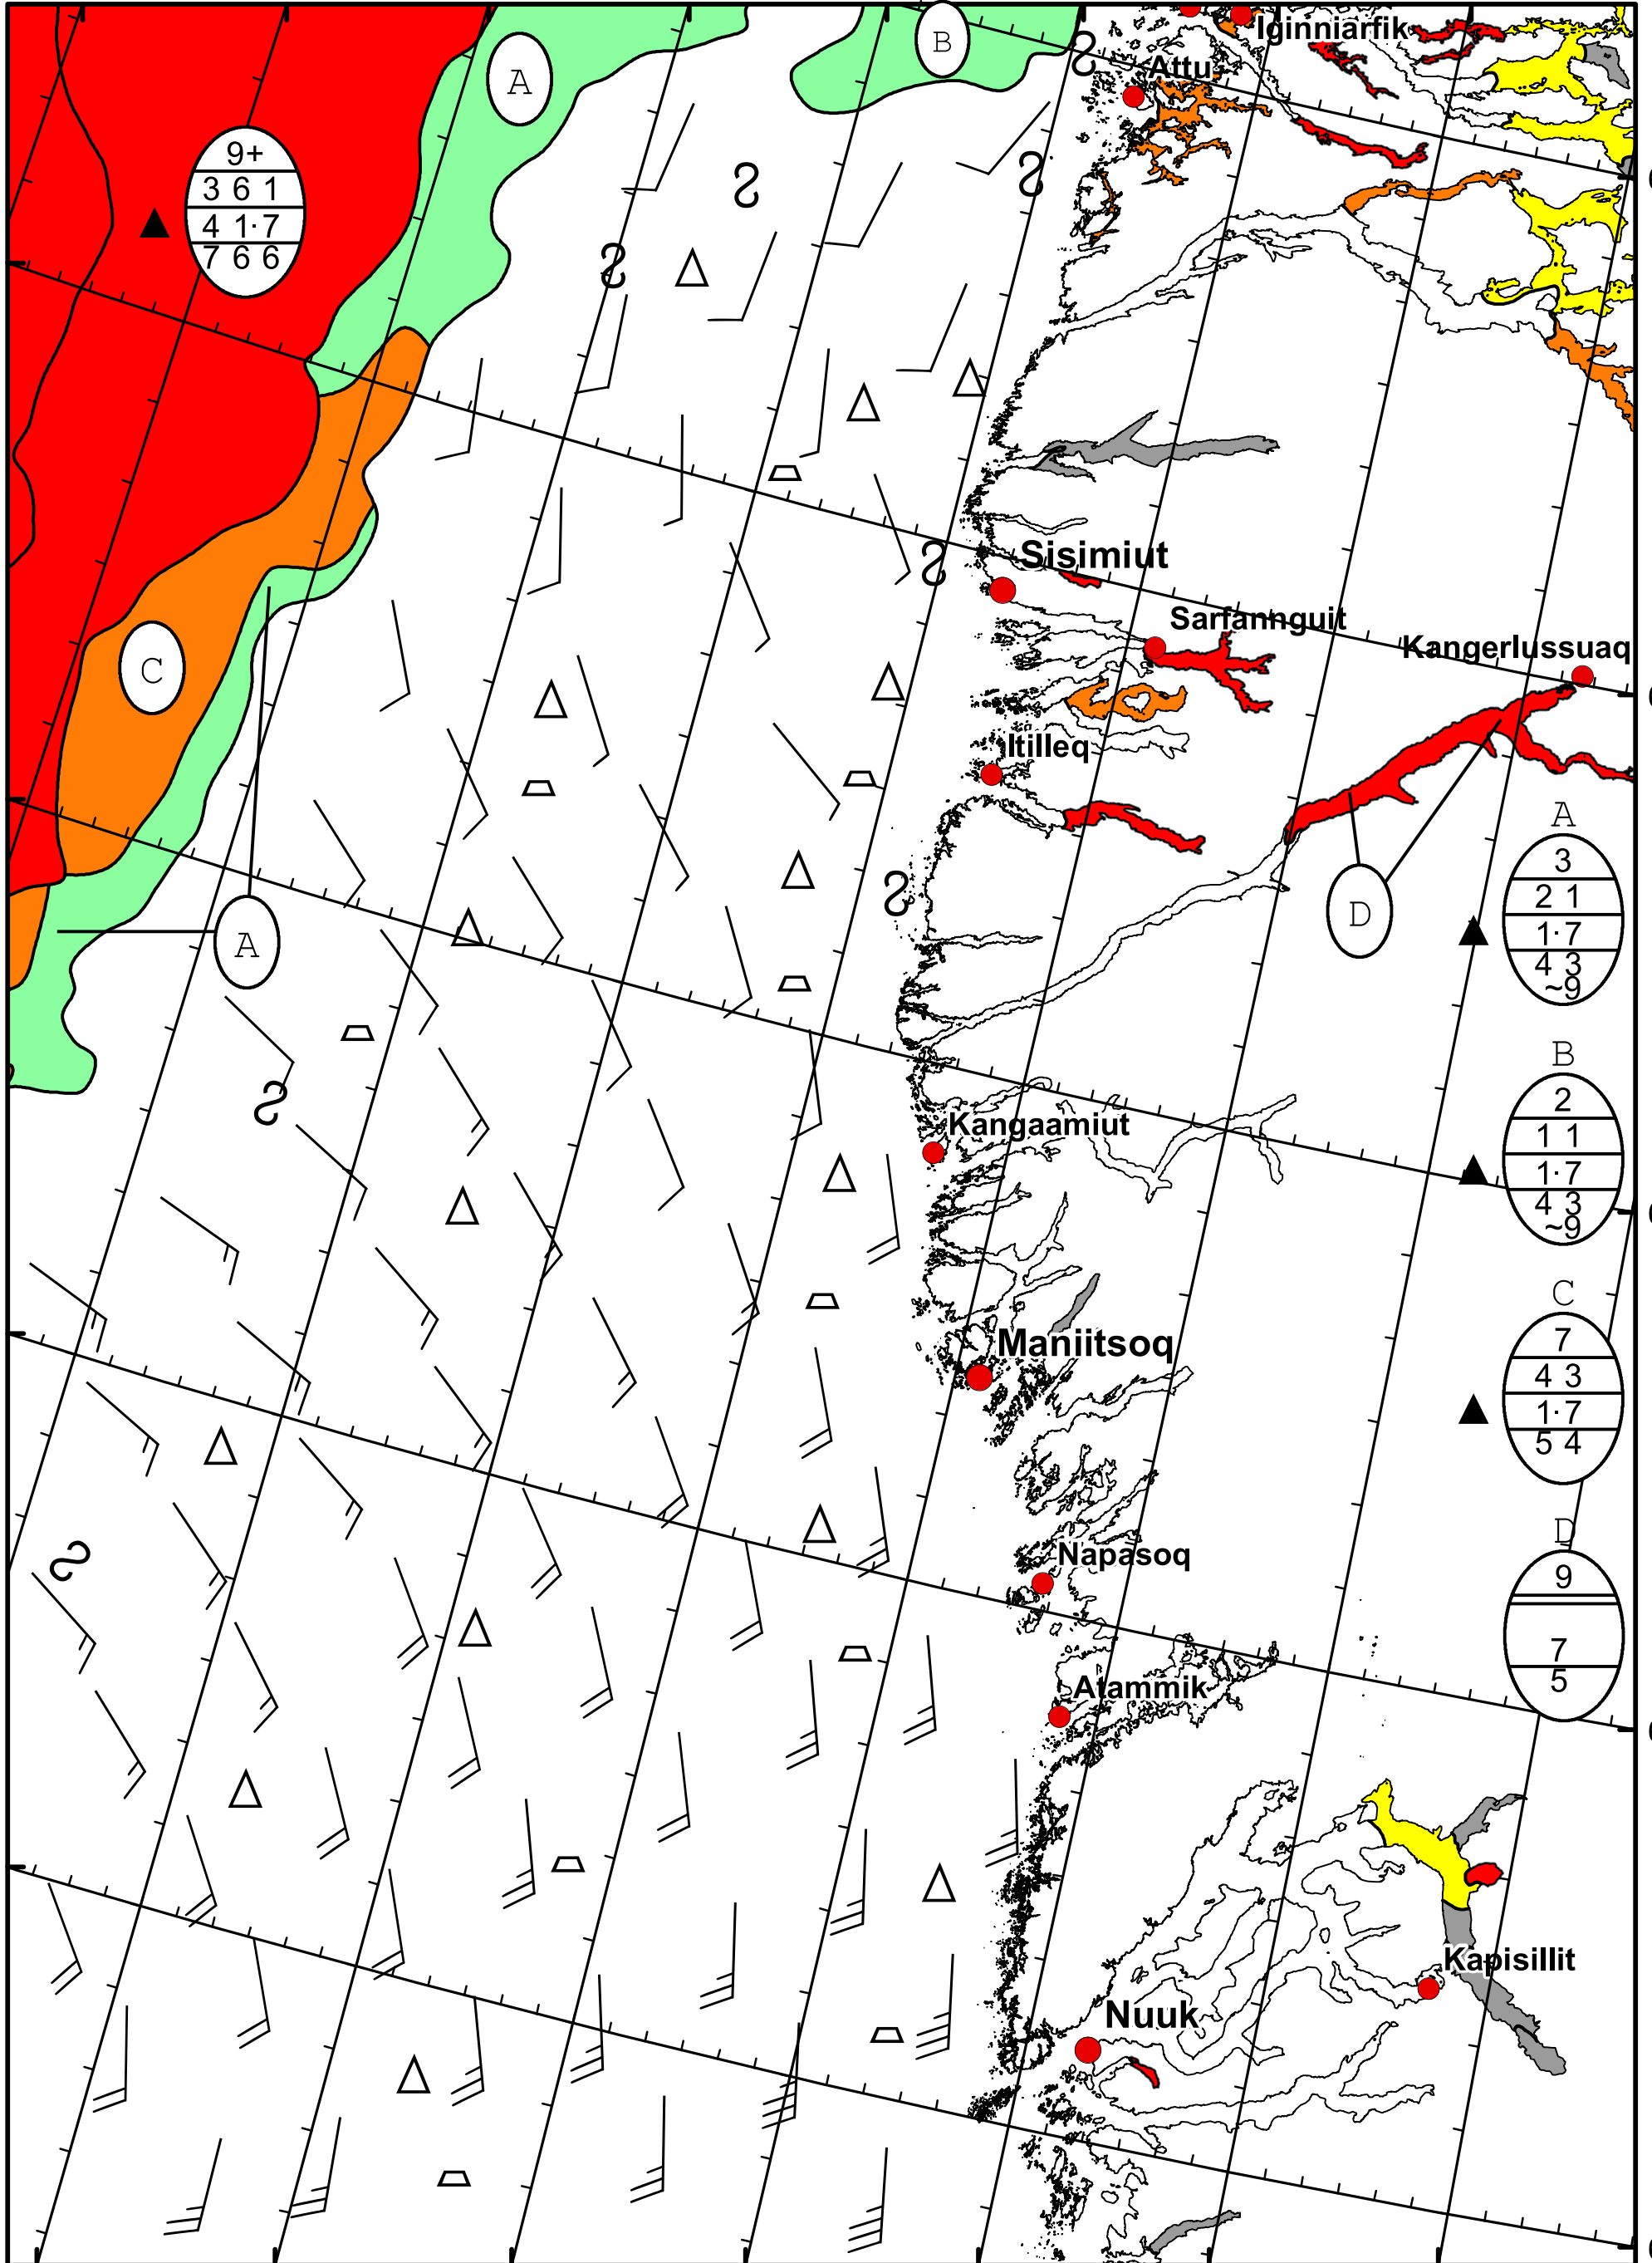 Iginniarfik
B
A
Attu
9+
3 6 1
4 1·7
7 6 6
Sisimiut
Sarfannguit
Kangerlussuaq
C
Itilleq
A
3
2 1
1·7
4 3
~9
D
A
B
2
1 1
1·7
4 3
~9
Kangaamiut
C
7
4 3
1·7
5 4
Maniitsoq
D
9
7
5
Napasoq
Atammik
Kapisillit
Nuuk